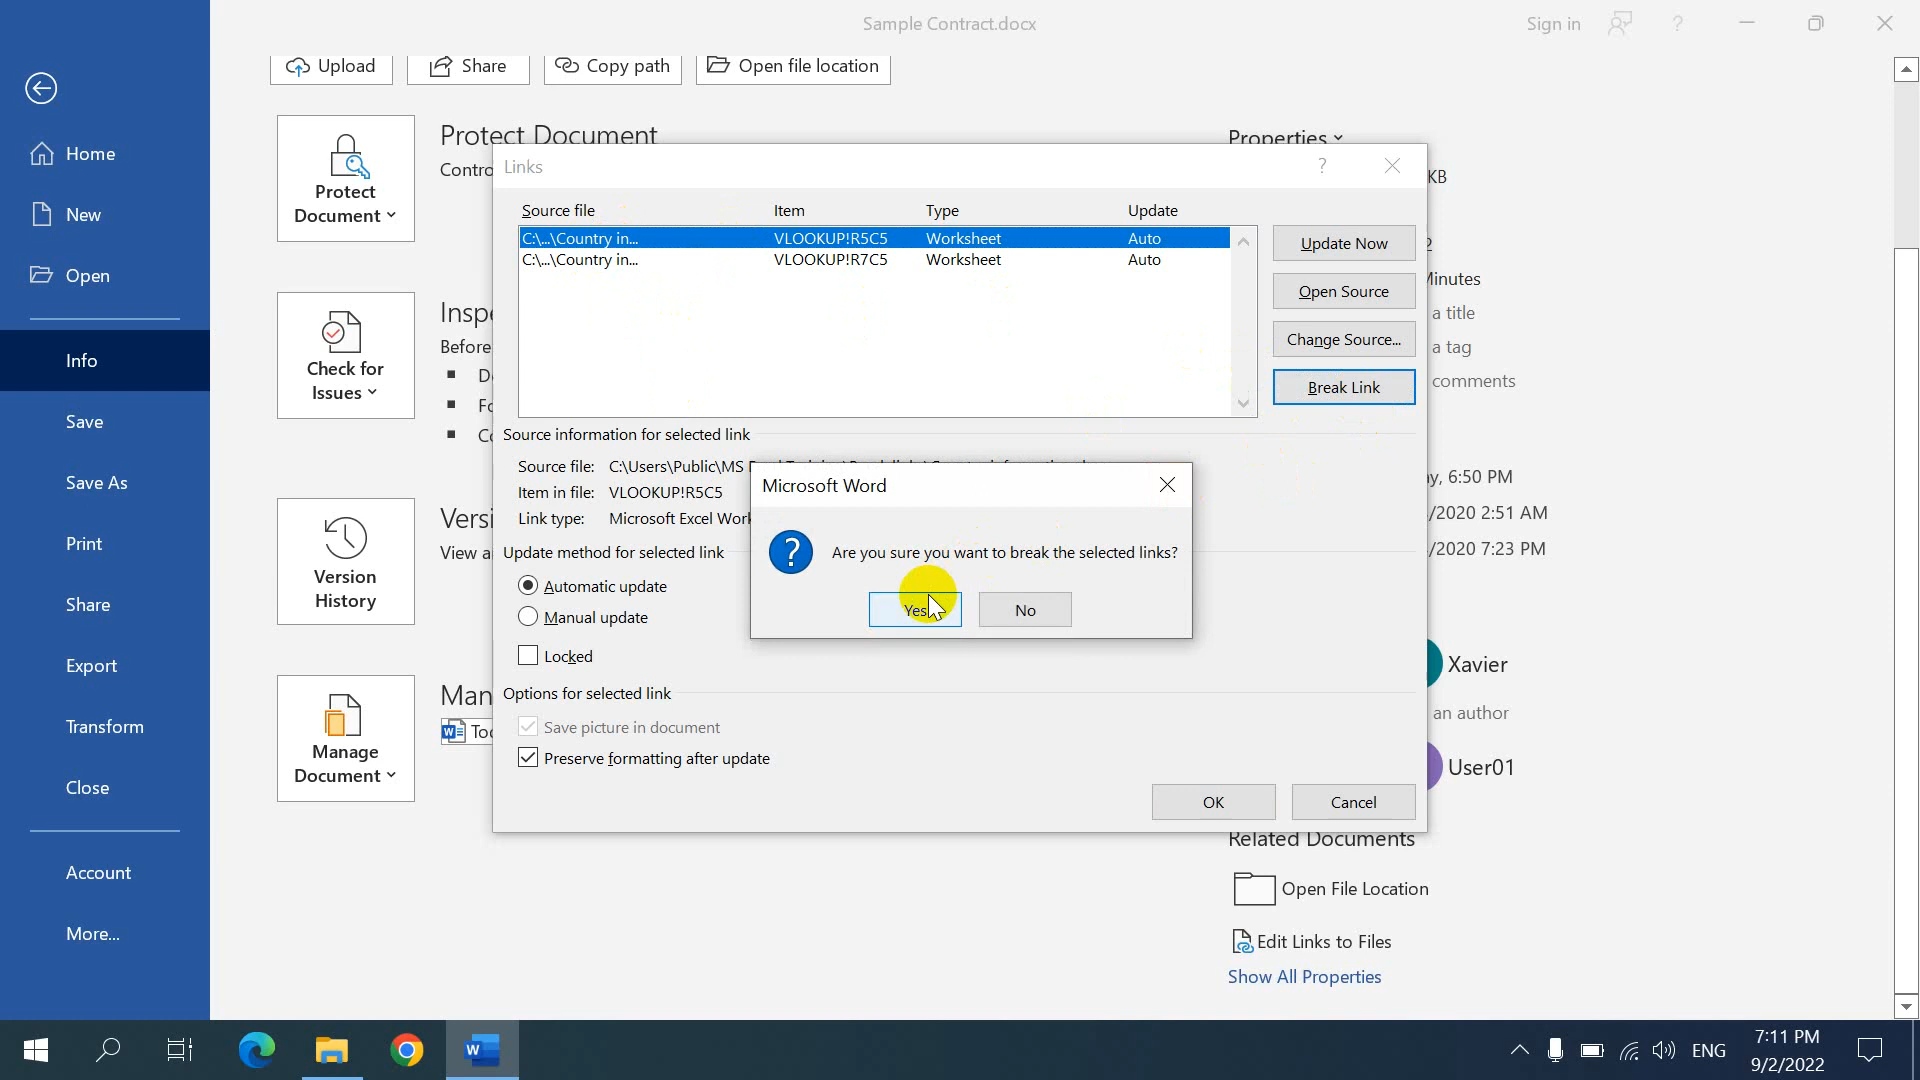 Sample Contract.docx
Sign in
Upload
Share
Copy path
Open file location
Home
New
Open
Info
Save
Save As
Print
Share
Export
Transform
Close
Account
More...
Protect Document
Protect Document
Contro
Check for Issues
Inspe
Before
Version History
Versi
View a
Manage Document
Man
Properties
KB
Minutes
a title
a tag
comments
y, 6:50 PM
/2020 2:51 AM
/2020 7:23 PM
Xavier
an author
User01
Related Documents
Open File Location
Edit Links to Files
Show All Properties
Links
?
Source file Item Type Update
C:\...\Country in... VLOOKUP!R5C5 Worksheet Auto
C:\...\Country in... VLOOKUP!R7C5 Worksheet Auto
Update Now
Open Source
Change Source...
Break Link
Source information for selected link
Source file: C:\Users\Public\MS
Item in file: VLOOKUP!R5C5
Link type: Microsoft Excel Work
Update method for selected link
Automatic update
Manual update
Locked
Options for selected link
Save picture in document
Preserve formatting after update
OK
Cancel
Microsoft Word
Are you sure you want to break the selected links?
Yes
No
ENG
7:11 PM
9/2/2022